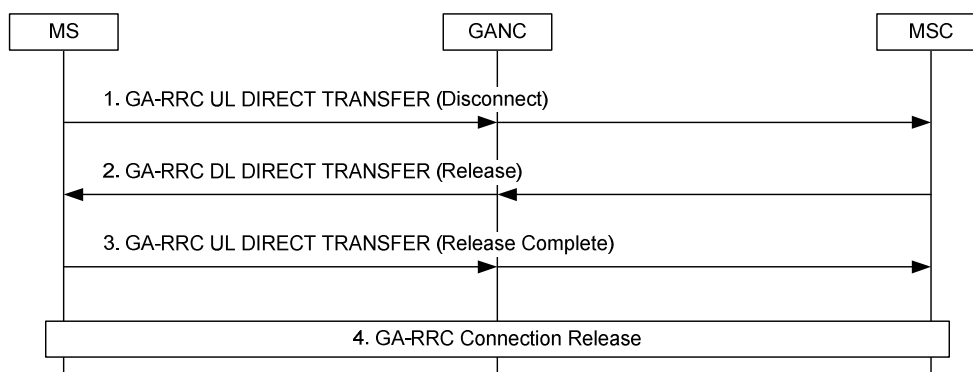 MS
GANC
MSC
1. GA-RRC UL DIRECT TRANSFER (Disconnect)
2. GA-RRC DL DIRECT TRANSFER (Release)
3. GA-RRC UL DIRECT TRANSFER (Release Complete)
4. GA-RRC Connection Release